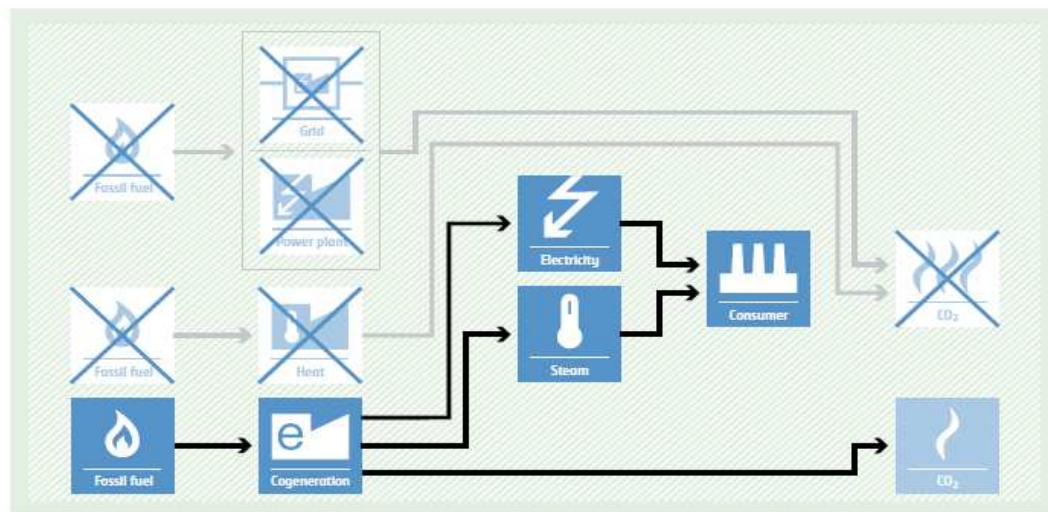 Grid
Fossil fuel
Power plant
Electricity
Consumer
CO₂
Fossil fuel
Heat
Steam
Fossil fuel
e
Cogeneration
CO₂